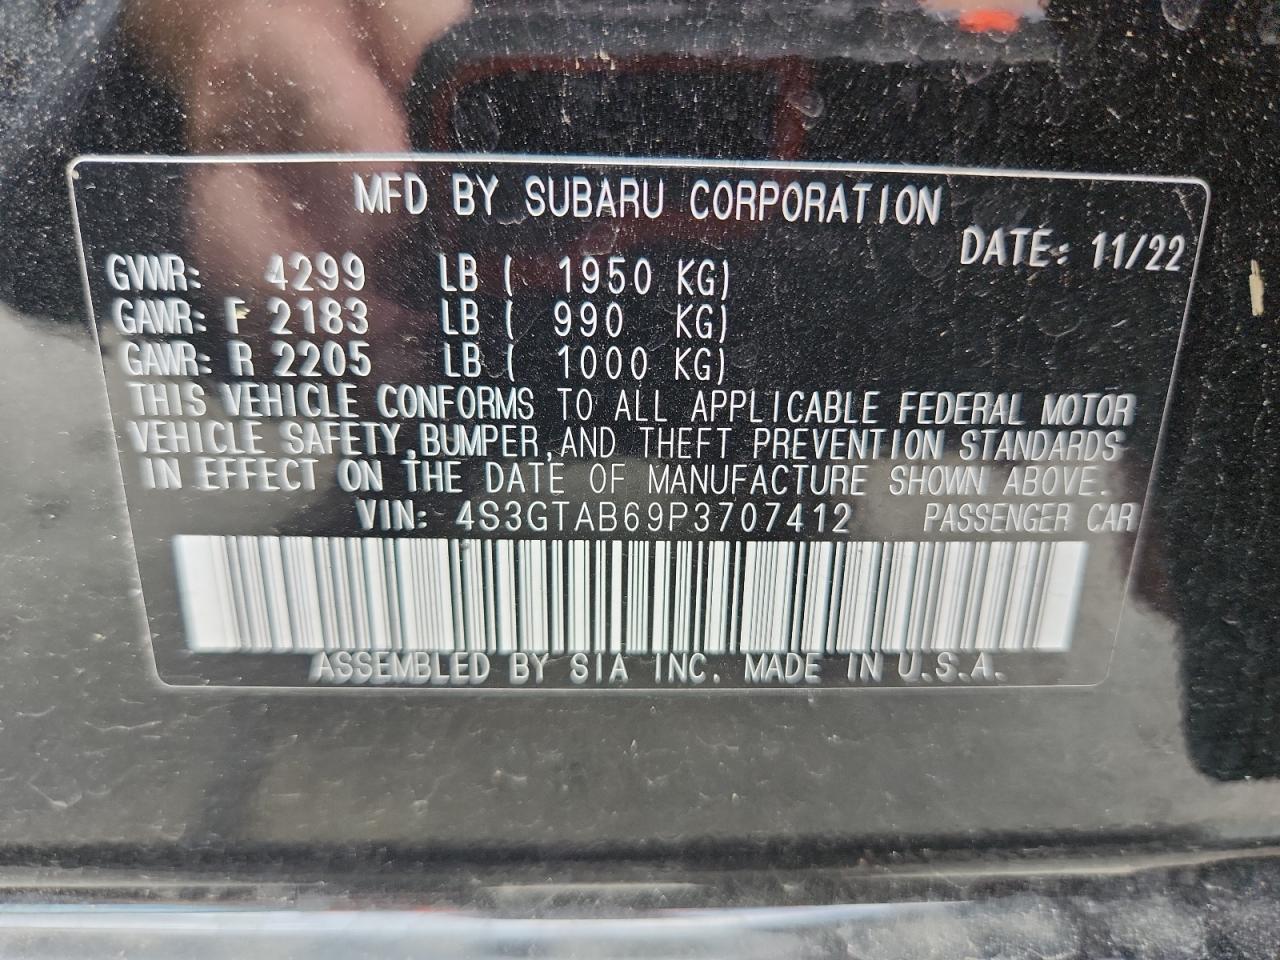 MFD BY SUBARU CORPORATION
DATE: 11/22
GVWR: 4299 LB ( 1950 KG)
GAWR: F 2183 LB ( 990 KG)
GAWR: R 2205 LB ( 1000 KG)
THIS VEHICLE CONFORMS TO ALL APPLICABLE FEDERAL MOTOR
VEHICLE SAFETY,BUMPER,AND THEFT PREVENTION STANDARDS
IN EFFECT ON THE DATE OF MANUFACTURE SHOWN ABOVE.
VIN: 4S3GTAB69P3707412 PASSENGER CAR
ASSEMBLED BY SIA INC. MADE IN U.S.A.